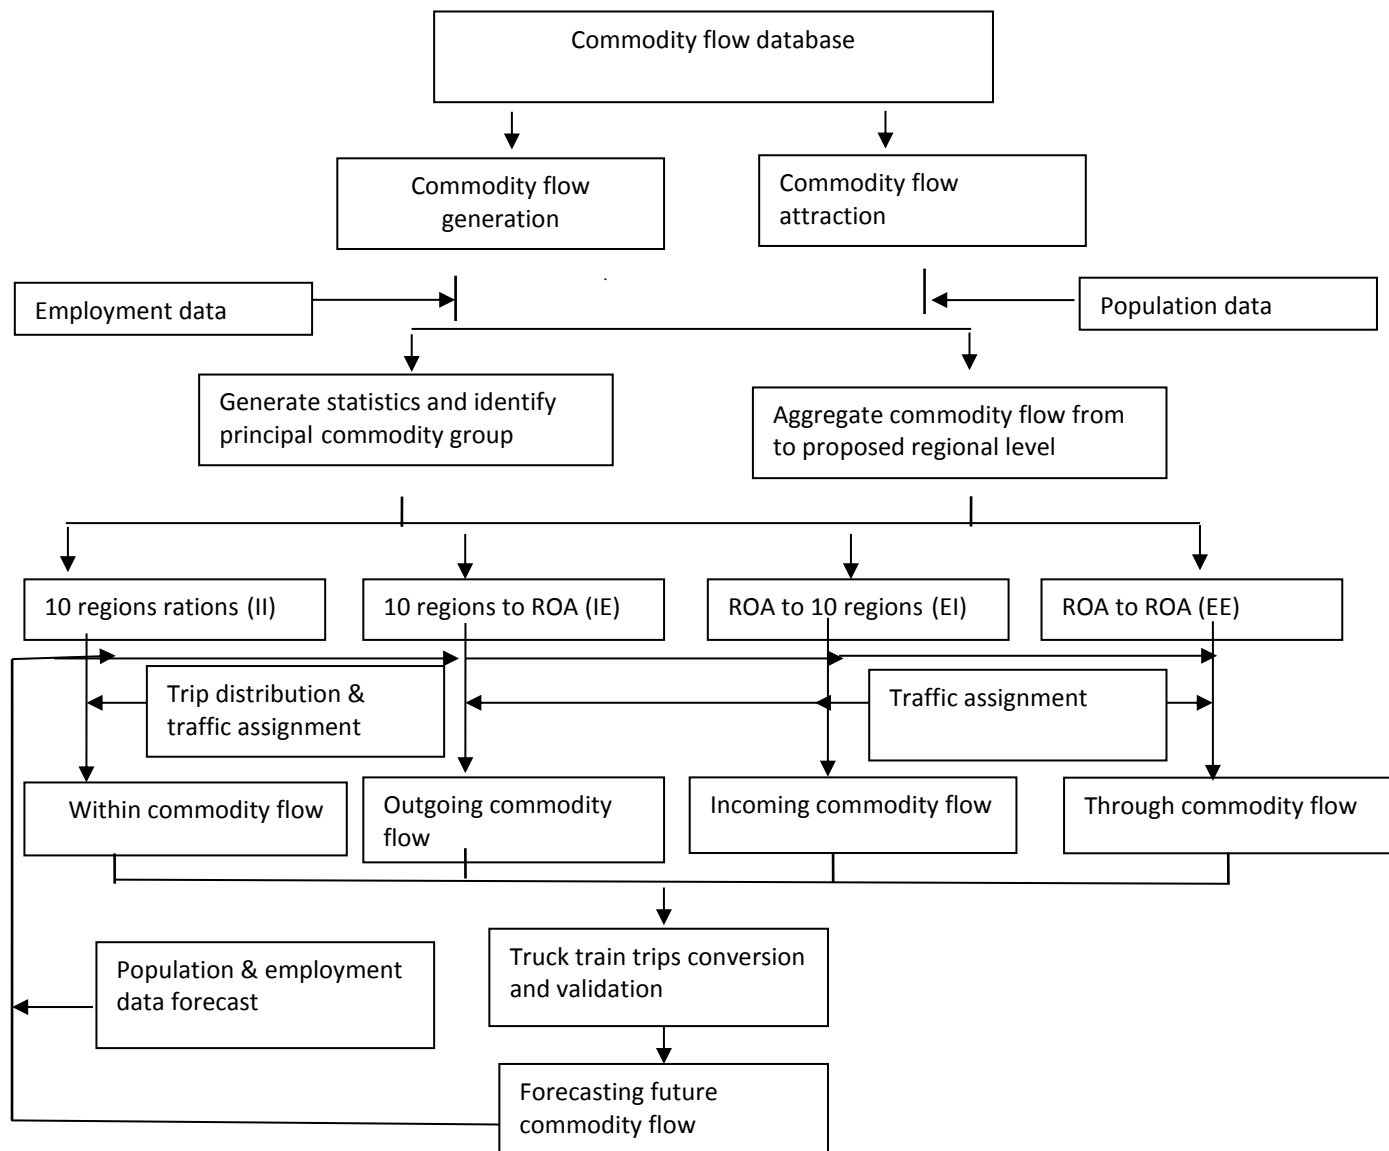 Commodity flow database
Commodity flow
generation
Commodity flow
attraction
Employment data
Population data
Generate statistics and identify
principal commodity group
Aggregate commodity flow from
to proposed regional level
10 regions rations (II)
10 regions to ROA (IE)
ROA to 10 regions (EI)
ROA to ROA (EE)
Trip distribution &
traffic assignment
Traffic assignment
Within commodity flow
Outgoing commodity
flow
Incoming commodity flow
Through commodity flow
Population & employment
data forecast
Truck train trips conversion
and validation
Forecasting future
commodity flow